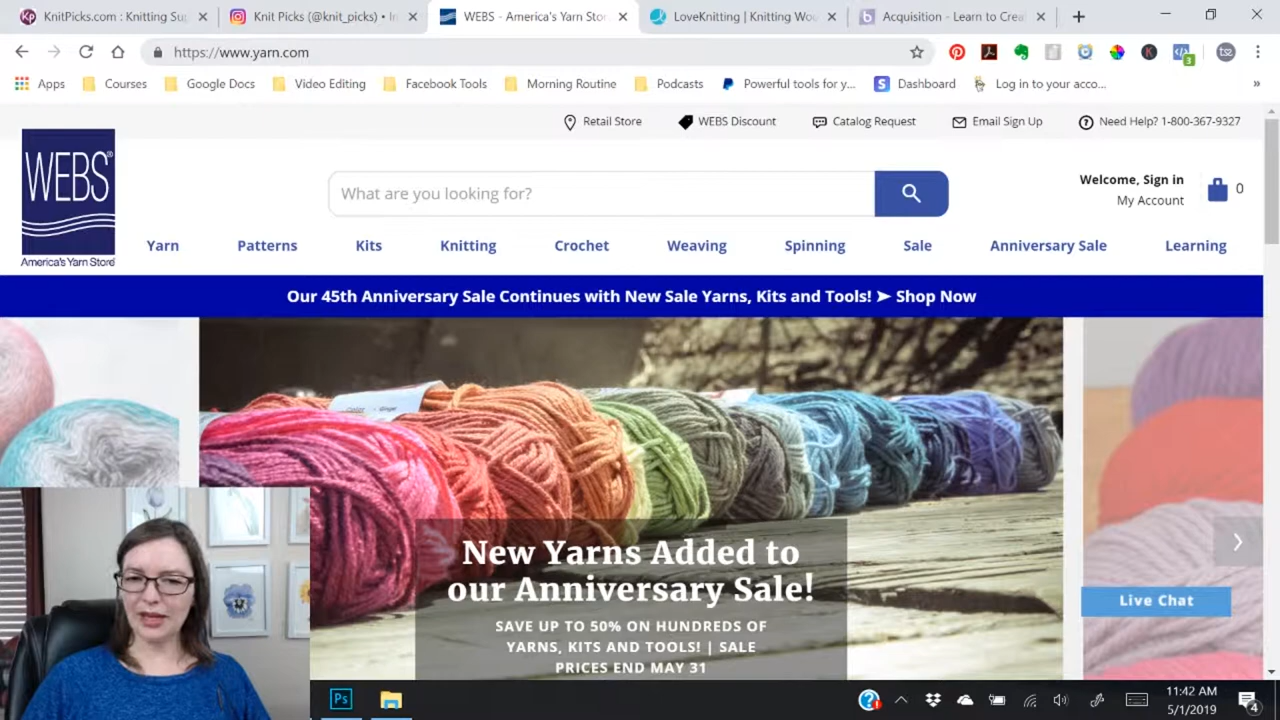 KnitPicks.com : Knitting Sup
Knit Picks (@knit_picks) • In
WEBS - America's Yarn Stor
LoveKnitting | Knitting Wou
Acquisition - Learn to Creat
https://www.yarn.com
Apps
Courses
Google Docs
Video Editing
Facebook Tools
Morning Routine
Podcasts
Powerful tools for y...
Dashboard
Log in to your acco...
Retail Store
WEBS Discount
Catalog Request
Email Sign Up
Need Help? 1-800-367-9327
WEBS®
America's Yarn Store®
What are you looking for?
Welcome, Sign in
My Account
0
Yarn
Patterns
Kits
Knitting
Crochet
Weaving
Spinning
Sale
Anniversary Sale
Learning
Our 45th Anniversary Sale Continues with New Sale Yarns, Kits and Tools! ➤ Shop Now
New Yarns Added to
our Anniversary Sale!
SAVE UP TO 50% ON HUNDREDS OF
YARNS, KITS AND TOOLS! | SALE
PRICES END MAY 31
Live Chat
Ps
11:42 AM
5/1/2019
4